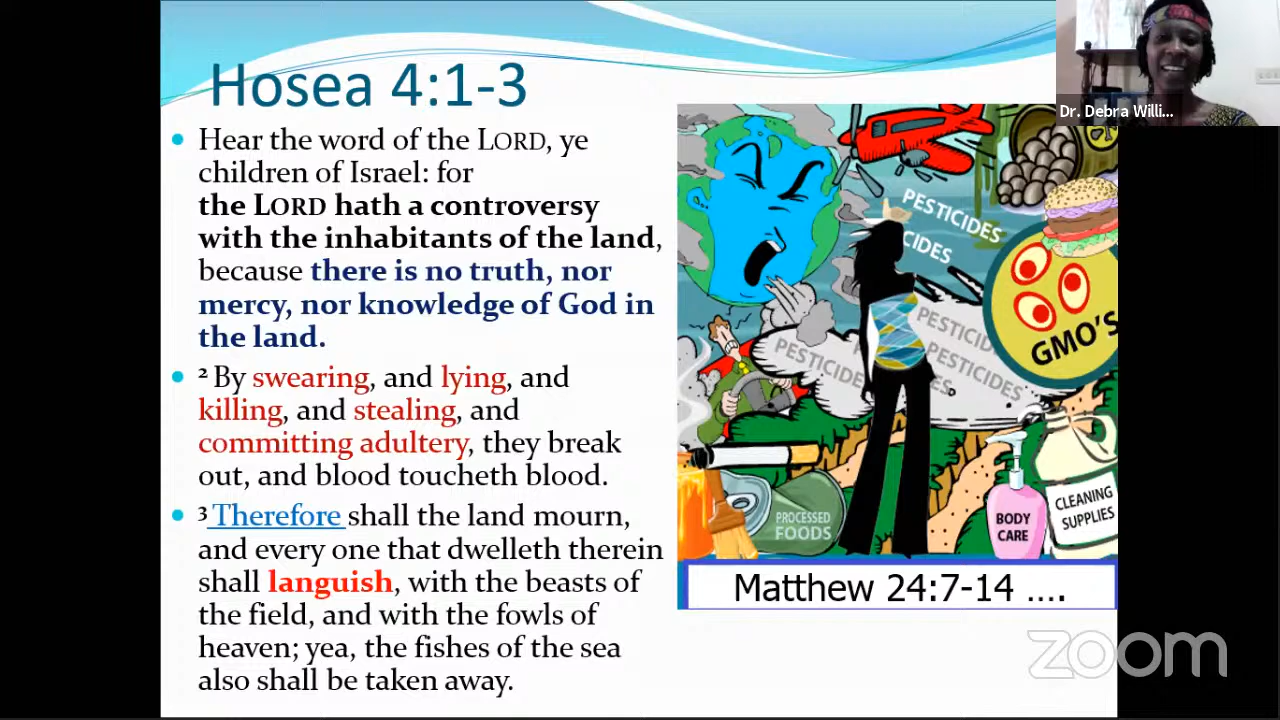 Hosea 4:1-3
Hear the word of the LORD, ye
children of Israel: for
the LORD hath a controversy
with the inhabitants of the land,
because there is no truth, nor
mercy, nor knowledge of God in
the land.
2 By swearing, and lying, and
killing, and stealing, and
committing adultery, they break
out, and blood toucheth blood.
3 Therefore shall the land mourn,
and every one that dwelleth therein
shall languish, with the beasts of
the field, and with the fowls of
heaven; yea, the fishes of the sea
also shall be taken away.
Dr. Debra Willi...
PESTICIDES
CIDES
GMO'S
PESTICIDE
PESTICIDE
PESTICIDES
ES
PROCESSED
FOODS
BODY
CARE
CLEANING
SUPPLIES
Matthew 24:7-14 ....
zoom